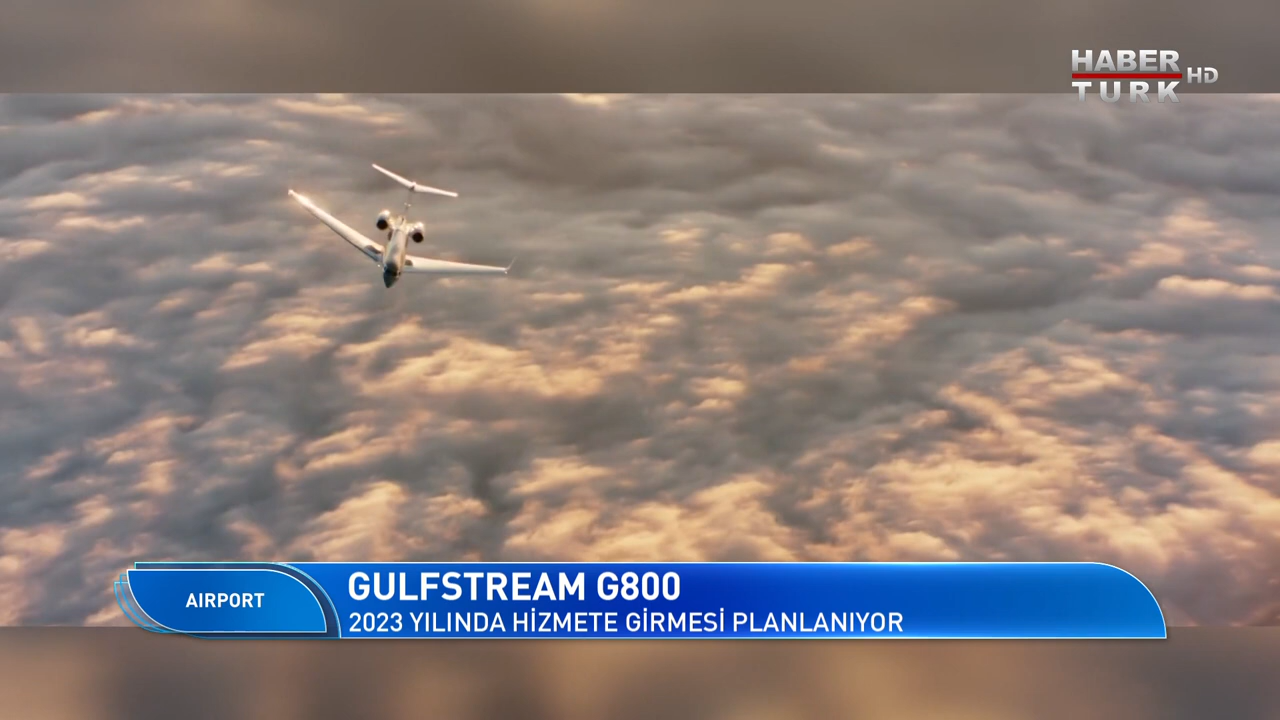 HABER
TURK HD
AIRPORT
GULFSTREAM G800
2023 YILINDA HİZMETE GİRMESİ PLANLANIYOR